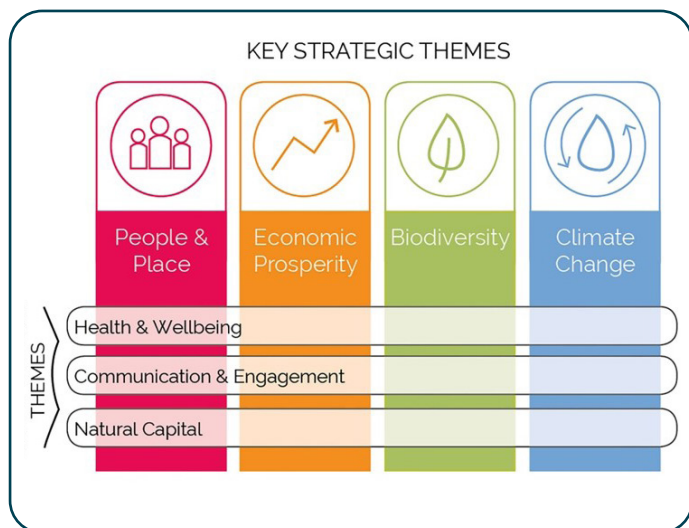 KEY STRATEGIC THEMES
People &
Place
Economic
Prosperity
Biodiversity
Climate
Change
THEMES
Health & Wellbeing
Communication & Engagement
Natural Capital